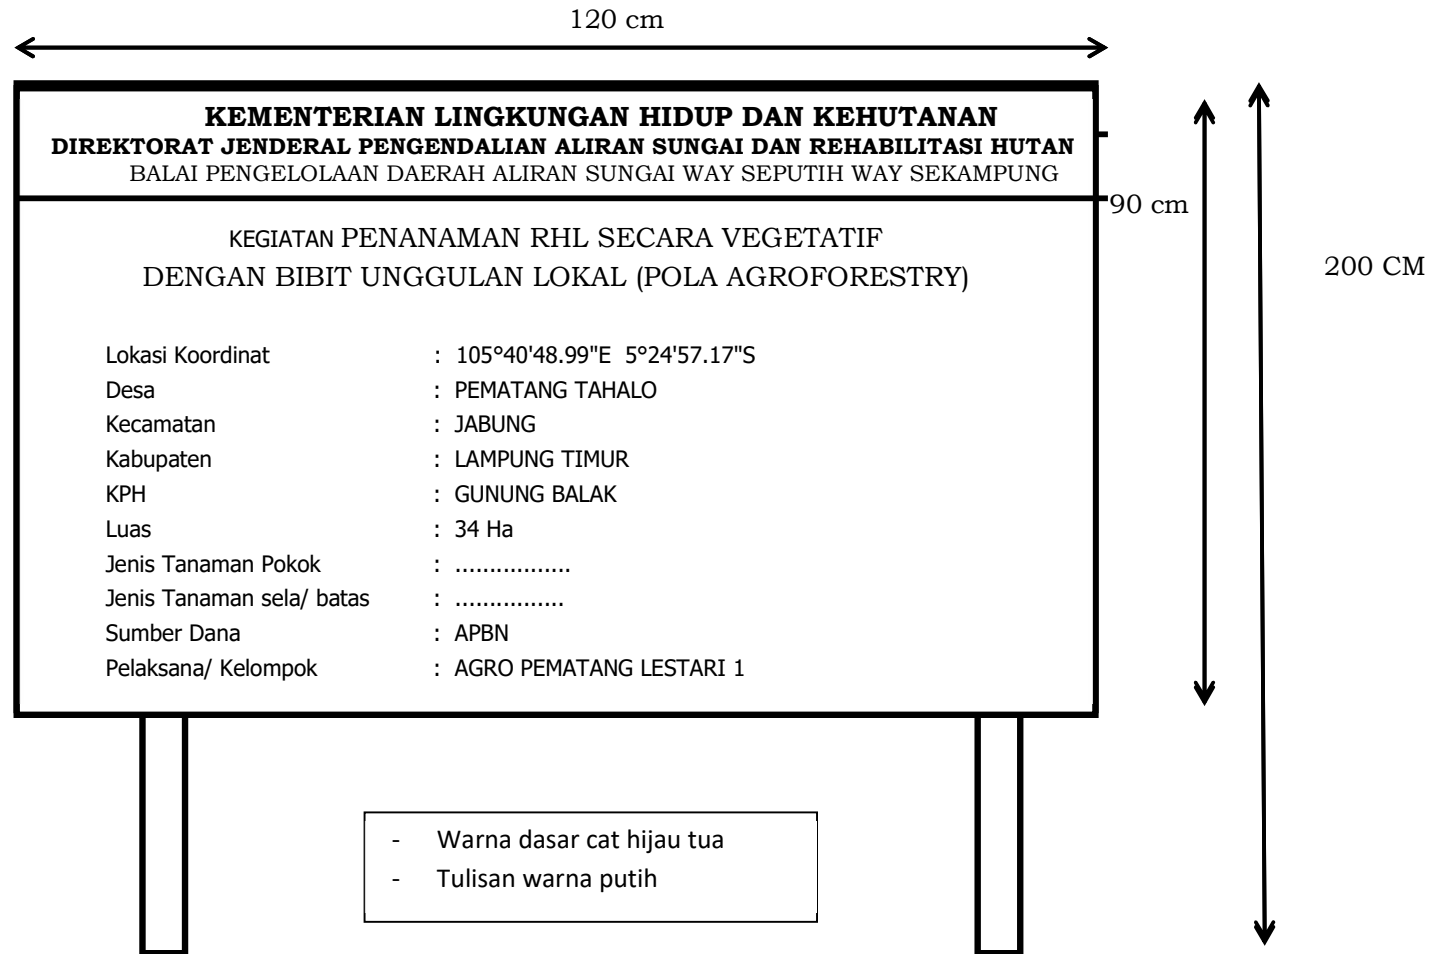 120 cm
KEMENTERIAN LINGKUNGAN HIDUP DAN KEHUTANAN
DIREKTORAT JENDERAL PENGENDALIAN ALIRAN SUNGAI DAN REHABILITASI HUTAN
BALAI PENGELOLAAN DAERAH ALIRAN SUNGAI WAY SEPUTIH WAY SEKAMPUNG
90 cm
KEGIATAN PENANAMAN RHL SECARA VEGETATIF
DENGAN BIBIT UNGGULAN LOKAL (POLA AGROFORESTRY)
200 CM
Lokasi Koordinat : 105°40'48.99"E 5°24'57.17"S
Desa : PEMATANG TAHALO
Kecamatan : JABUNG
Kabupaten : LAMPUNG TIMUR
KPH : GUNUNG BALAK
Luas : 34 Ha
Jenis Tanaman Pokok : .................
Jenis Tanaman sela/ batas : ................
Sumber Dana : APBN
Pelaksana/ Kelompok : AGRO PEMATANG LESTARI 1
- Warna dasar cat hijau tua
- Tulisan warna putih